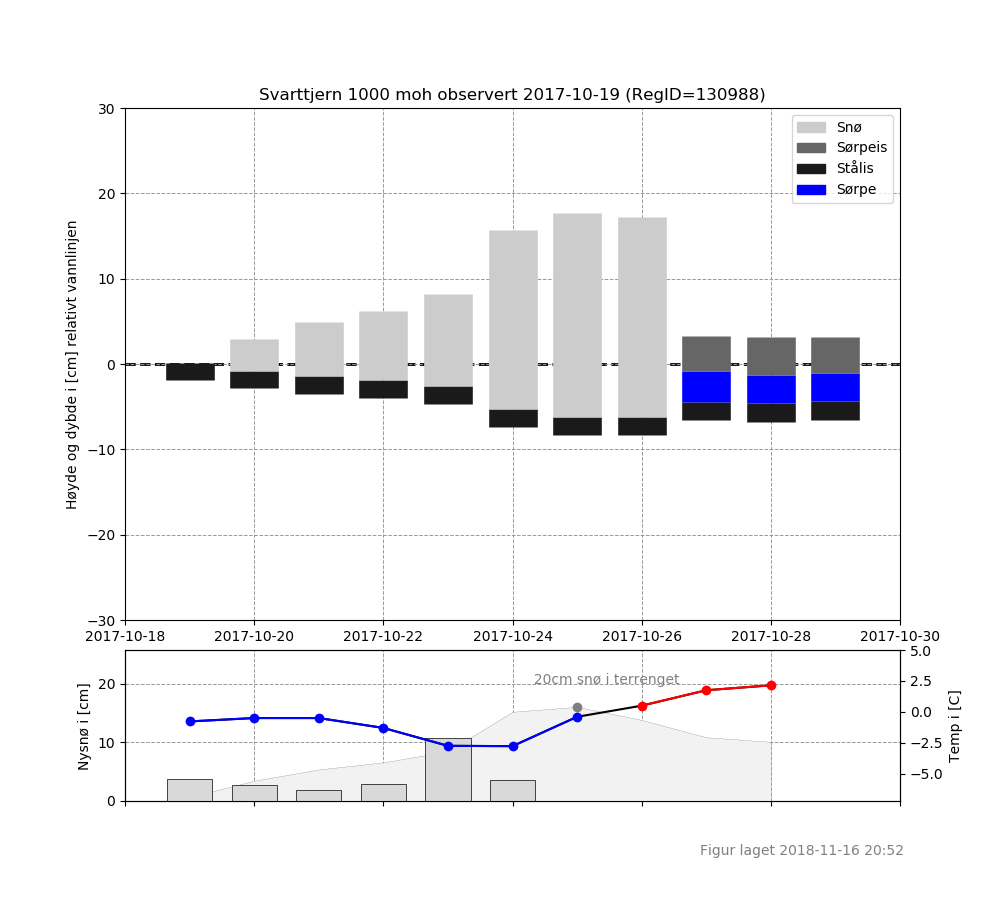 Svarttjern 1000 moh observert 2017-10-19 (RegID=130988)
30
20
10
0
−10
−20
−30
Høyde og dybde i [cm] relativt vannlinjen
Snø
Sørpeis
Stålis
Sørpe
2017-10-18 2017-10-20 2017-10-22 2017-10-24 2017-10-26 2017-10-28 2017-10-30
20
10
0
Nysnø i [cm]
20cm snø i terrenget
5.0
2.5
0.0
−2.5
−5.0
Temp i [C]
Figur laget 2018-11-16 20:52